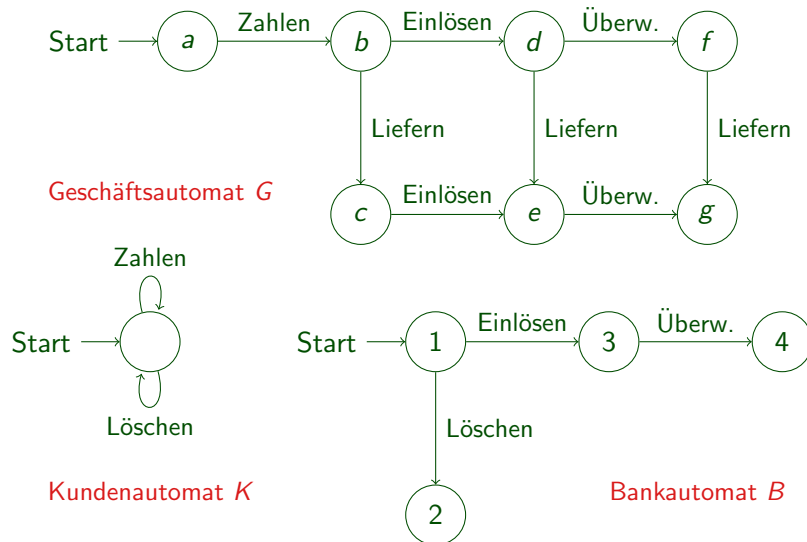 Start a Zahlen b Einlösen d Überw. f
Liefern Liefern Liefern
Geschäftsautomat G
c Einlösen e Überw. g
Zahlen
Start
Löschen
Kundenautomat K
Start 1 Einlösen 3 Überw. 4
Löschen
2
Bankautomat B